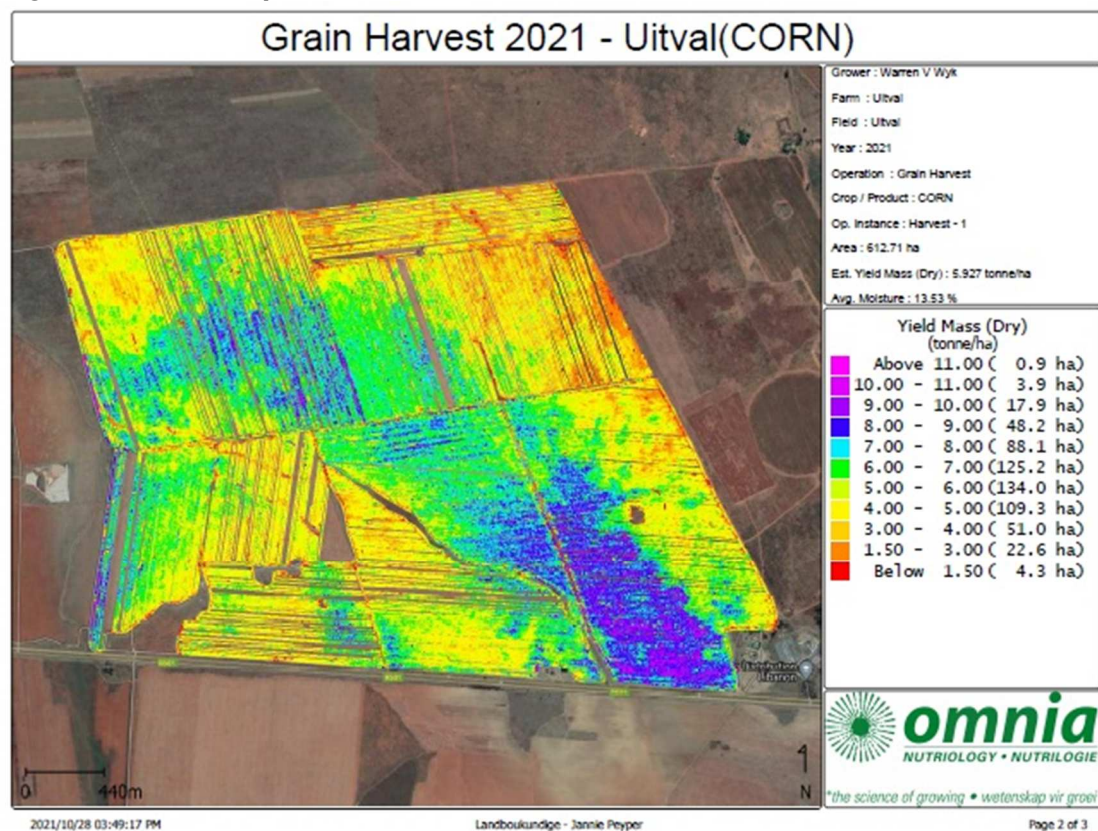 Grain Harvest 2021 - Uitval(CORN)
Grower : Warren V Wyk
Farm : Uitval
Field : Uitval
Year : 2021
Operation : Grain Harvest
Crop / Product : CORN
Op. Instance : Harvest - 1
Area : 612.71 ha
Est. Yield Mass (Dry) : 5.927 tonne/ha
Avg. Moisture : 13.53 %
Yield Mass (Dry)
(tonne/ha)
Above 11.00 ( 0.9 ha)
10.00 - 11.00 ( 3.9 ha)
9.00 - 10.00 ( 17.9 ha)
8.00 - 9.00 ( 48.2 ha)
7.00 - 8.00 ( 88.1 ha)
6.00 - 7.00 (125.2 ha)
5.00 - 6.00 (134.0 ha)
4.00 - 5.00 (109.3 ha)
3.00 - 4.00 ( 51.0 ha)
1.50 - 3.00 ( 22.6 ha)
Below 1.50 ( 4.3 ha)
Distribution
Libanon
0 440m
N
omnia
NUTRIOLOGY • NUTRILOGIE
*the science of growing • wetenskap vir groei
2021/10/28 03:49:17 PM
Landboukundige - Jannie Peyper
Page 2 of 3